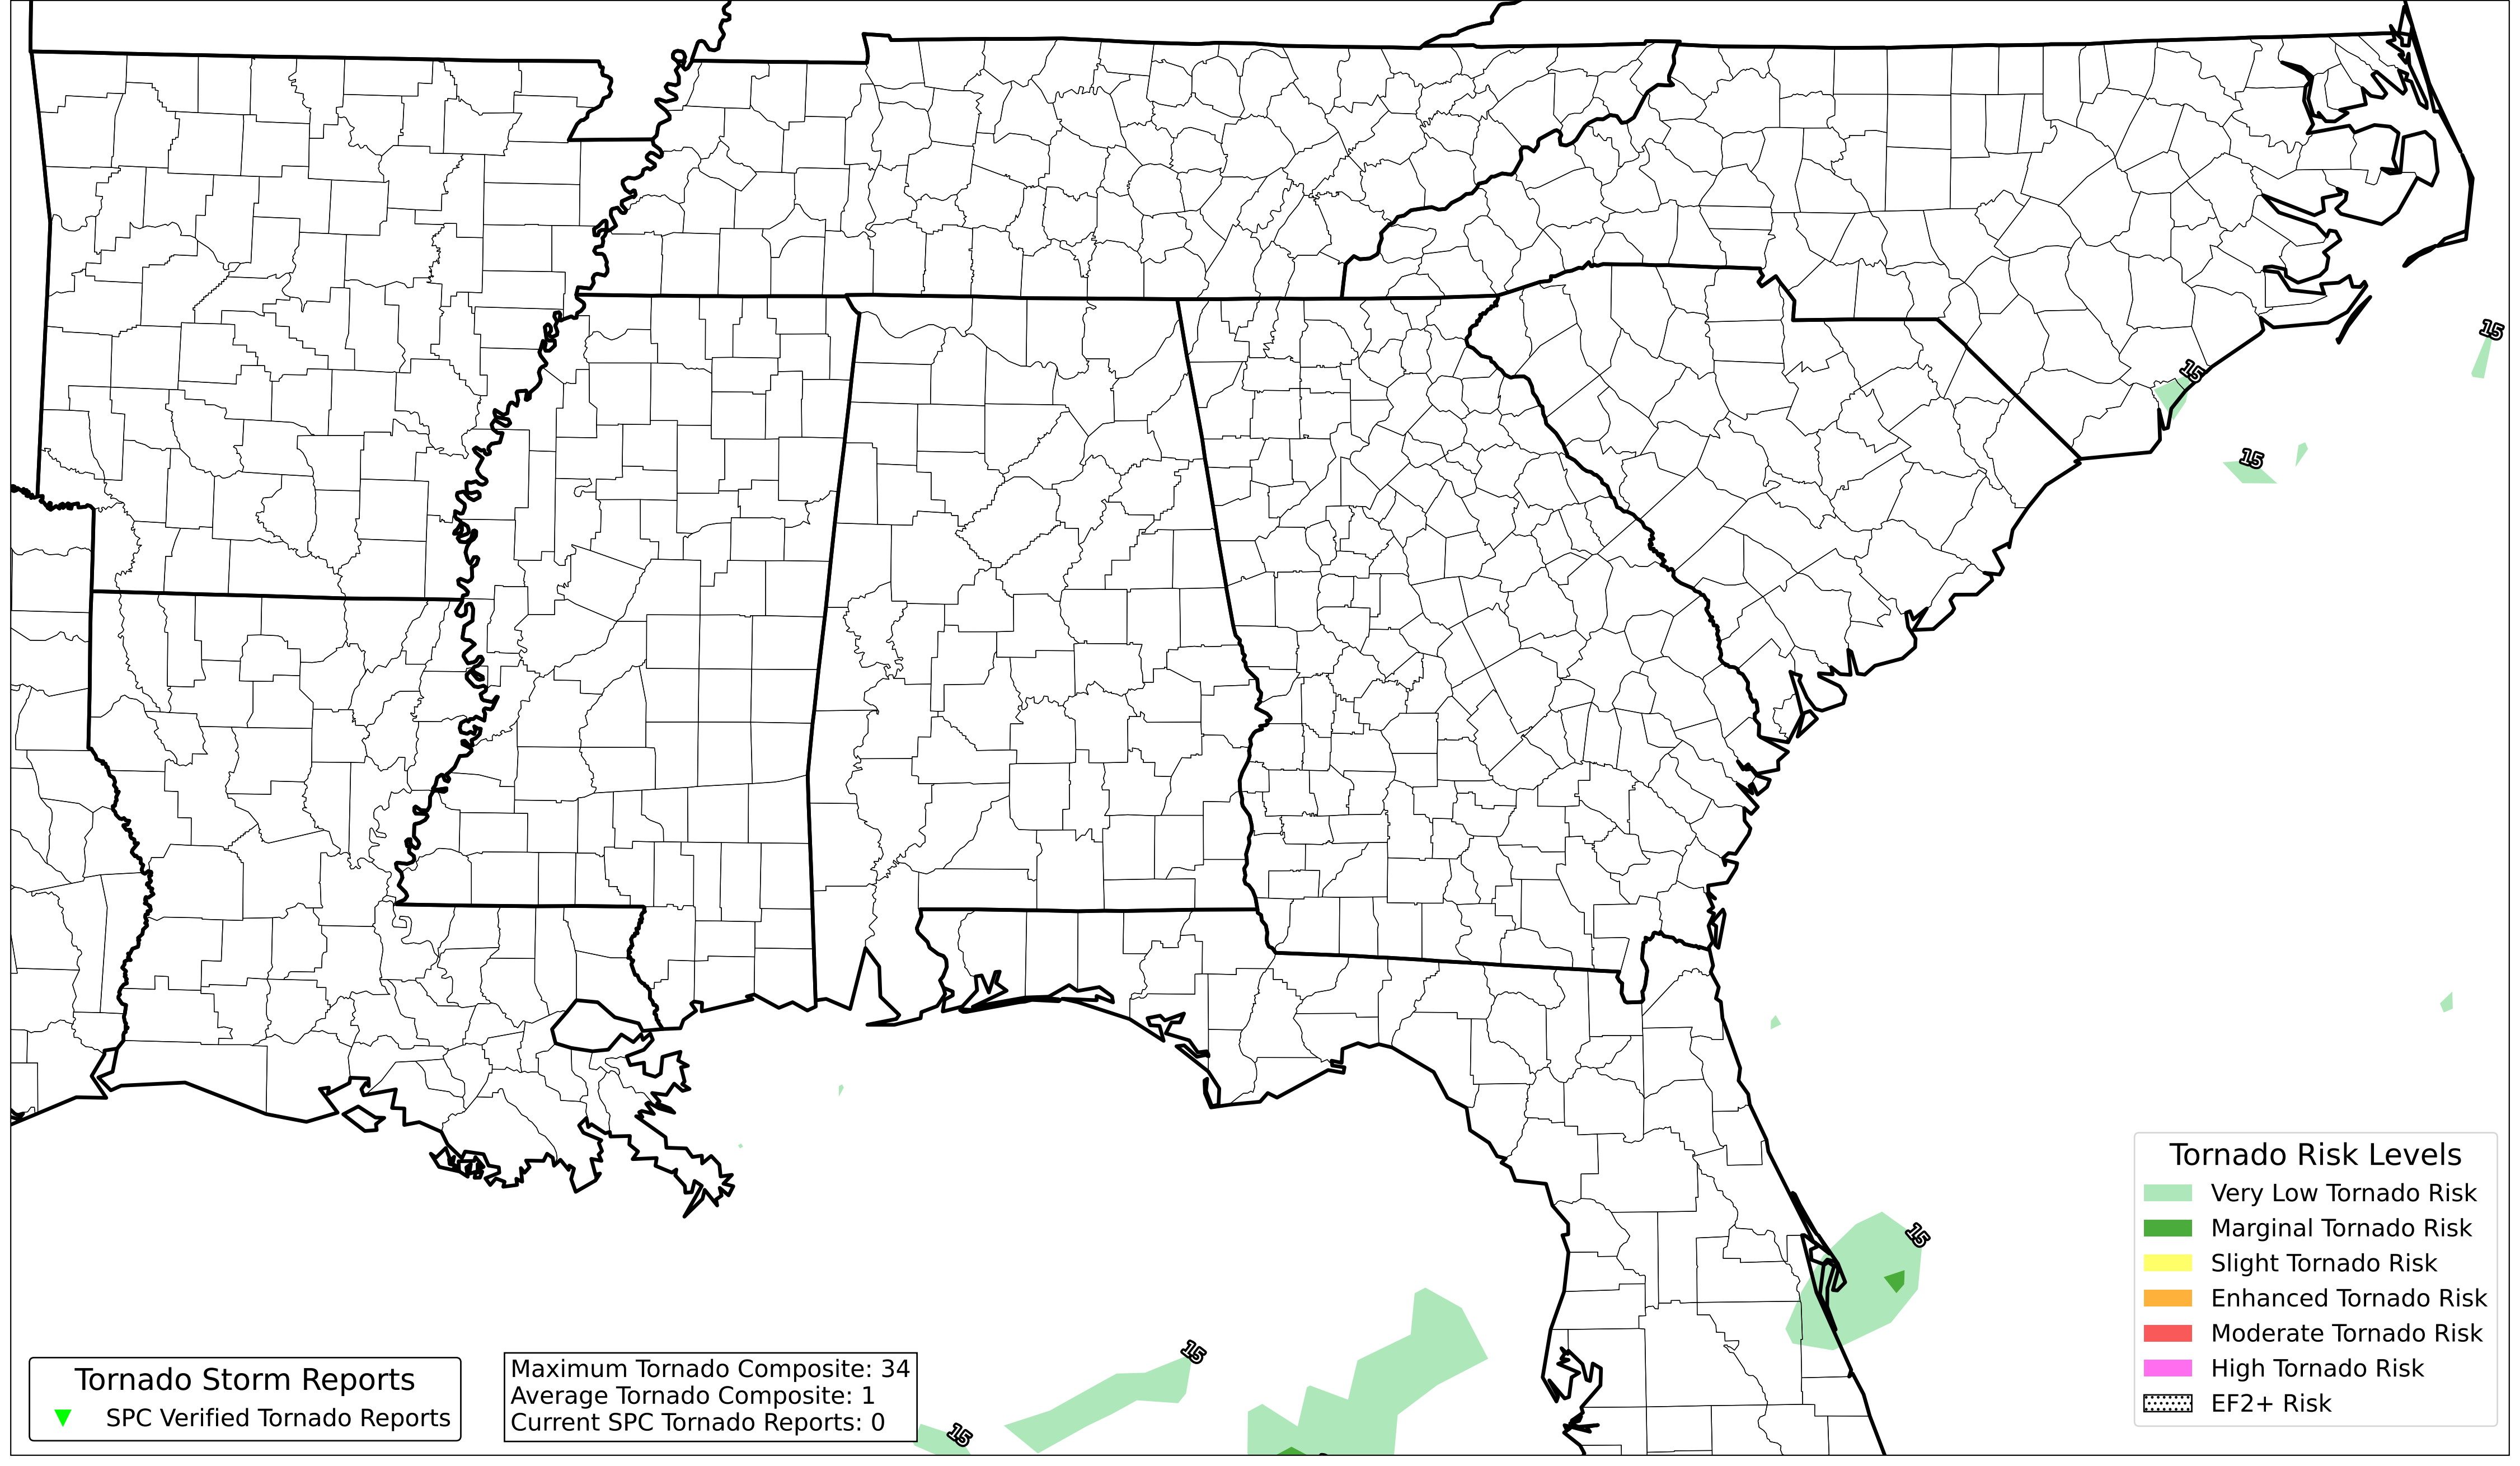 15
15
15
15
15
15
Tornado Risk Levels
Very Low Tornado Risk
Marginal Tornado Risk
Slight Tornado Risk
Enhanced Tornado Risk
Moderate Tornado Risk
High Tornado Risk
EF2+ Risk
Tornado Storm Reports
SPC Verified Tornado Reports
Maximum Tornado Composite: 34
Average Tornado Composite: 1
Current SPC Tornado Reports: 0